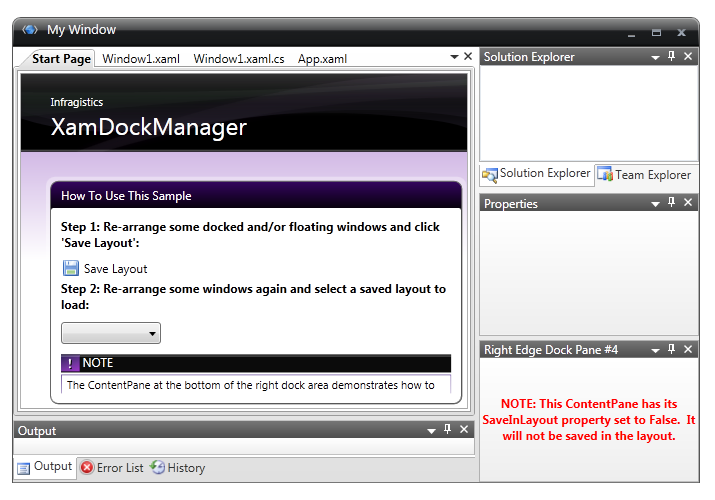 My Window
Start Page Window1.xaml Window1.xaml.cs App.xaml
Infragistics
XamDockManager
How To Use This Sample
Step 1: Re-arrange some docked and/or floating windows and click
'Save Layout':
Save Layout
Step 2: Re-arrange some windows again and select a saved layout to
load:
! NOTE
The ContentPane at the bottom of the right dock area demonstrates how to
Output
Output Error List History
Solution Explorer
Solution Explorer Team Explorer
Properties
Right Edge Dock Pane #4
NOTE: This ContentPane has its
SaveInLayout property set to False. It
will not be saved in the layout.